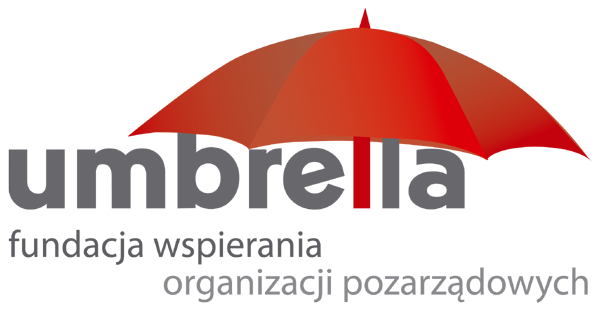 umbrella
fundacja wspierania
organizacji pozarządowych